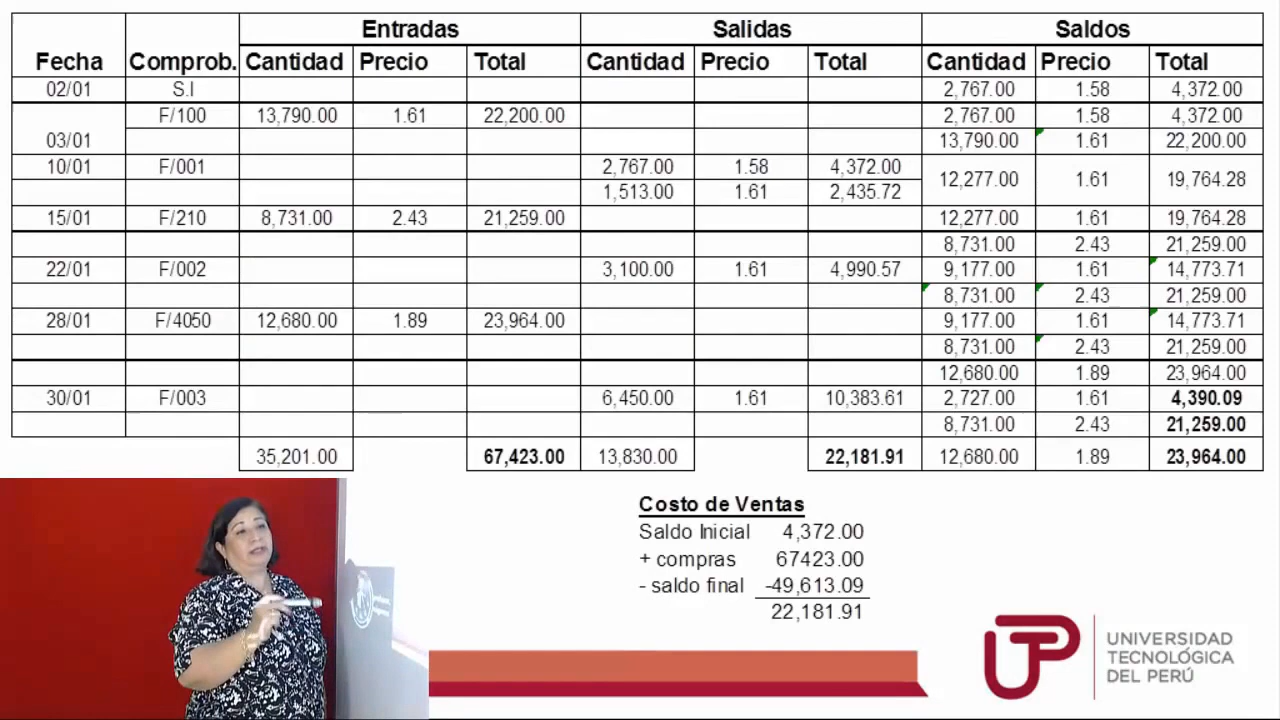 Entradas Salidas Saldos
Fecha Comprob. Cantidad Precio Total Cantidad Precio Total Cantidad Precio Total
02/01 S.I 2,767.00 1.58 4,372.00
F/100 13,790.00 1.61 22,200.00 2,767.00 1.58 4,372.00
03/01 13,790.00 1.61 22,200.00
10/01 F/001 2,767.00 1.58 4,372.00
12,277.00 1.61 19,764.28
1,513.00 1.61 2,435.72
15/01 F/210 8,731.00 2.43 21,259.00 12,277.00 1.61 19,764.28
8,731.00 2.43 21,259.00
22/01 F/002 3,100.00 1.61 4,990.57 9,177.00 1.61 14,773.71
8,731.00 2.43 21,259.00
28/01 F/4050 12,680.00 1.89 23,964.00 9,177.00 1.61 14,773.71
8,731.00 2.43 21,259.00
12,680.00 1.89 23,964.00
30/01 F/003 6,450.00 1.61 10,383.61 2,727.00 1.61 4,390.09
8,731.00 2.43 21,259.00
35,201.00 67,423.00 13,830.00 22,181.91 12,680.00 1.89 23,964.00
Costo de Ventas
Saldo Inicial 4,372.00
+ compras 67423.00
- saldo final -49,613.09
22,181.91
UTP
UNIVERSIDAD
TECNOLÓGICA
DEL PERÚ